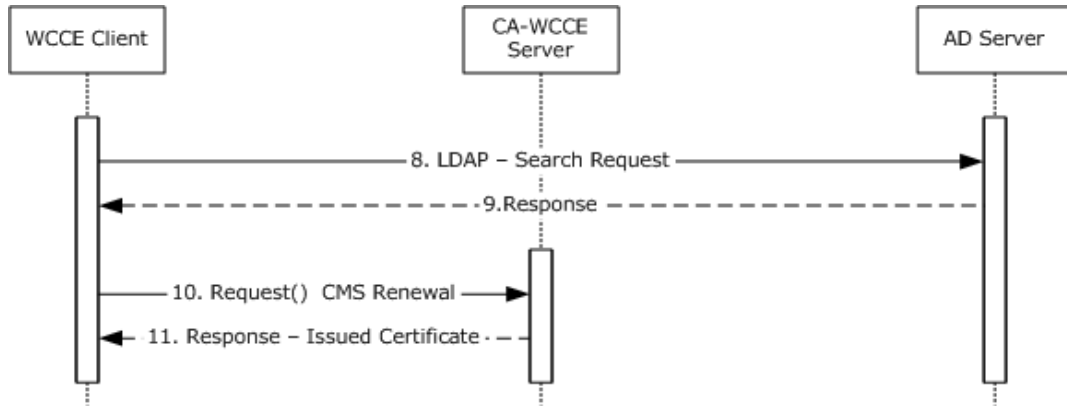 WCCE Client
CA-WCCE
Server
AD Server
8. LDAP – Search Request
9.Response
10. Request()  CMS Renewal
11. Response – Issued Certificate